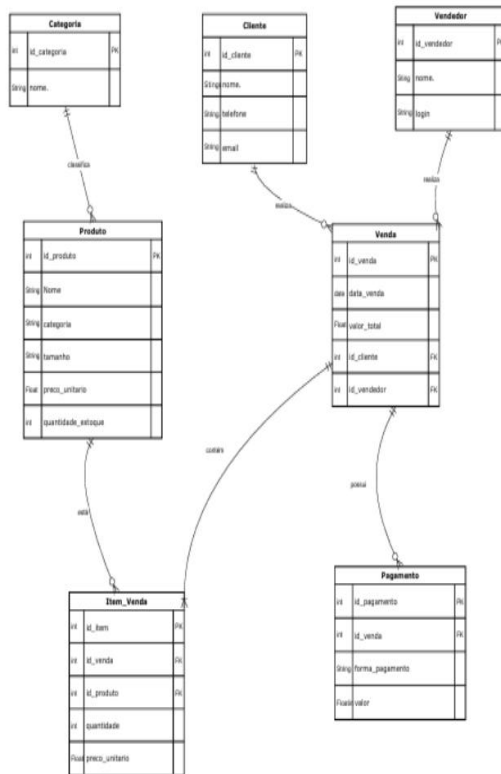 Categoria
int id_categoria PK
String nome.
Cliente
int id_cliente PK
Stingnome.
String telefone
String email
Vendedor
int id_vendedor PK
String nome.
String login
classifica
realiza
realiza
Produto
int id_produto PK
String Nome
String categoria
String tamanho
Float preco_unitario
int quantidade_estoque
Venda
int id_venda PK
date data_venda
Float valor_total
int id_cliente FK
int id_vendedor FK
contém
possui
está
Item_Venda
int id_item PK
int id_venda FK
int id_produto FK
int quantidade
Float preco_unitario
Pagamento
int id_pagamento PK
int id_venda FK
String forma_pagamento
valor